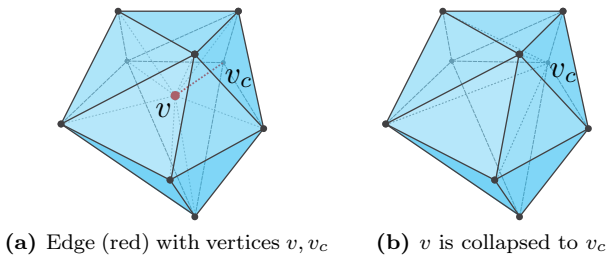 v
v_c
v_c
(a) Edge (red) with vertices v, v_c
(b) v is collapsed to v_c